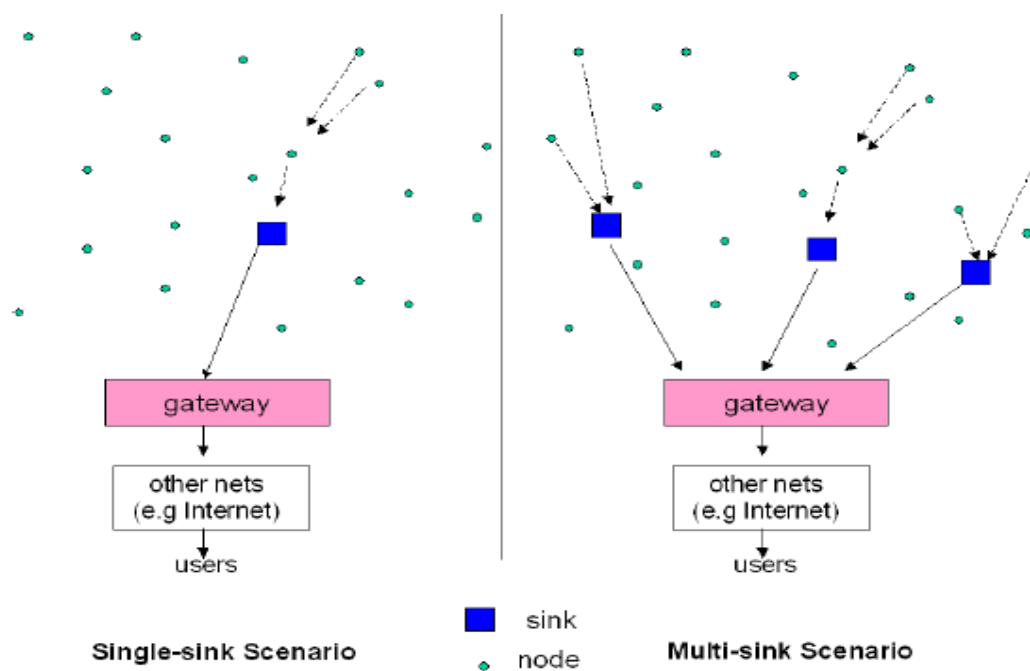 gateway
other nets
(e.g Internet)
users
Single-sink Scenario
gateway
other nets
(e.g Internet)
users
Multi-sink Scenario
sink
node